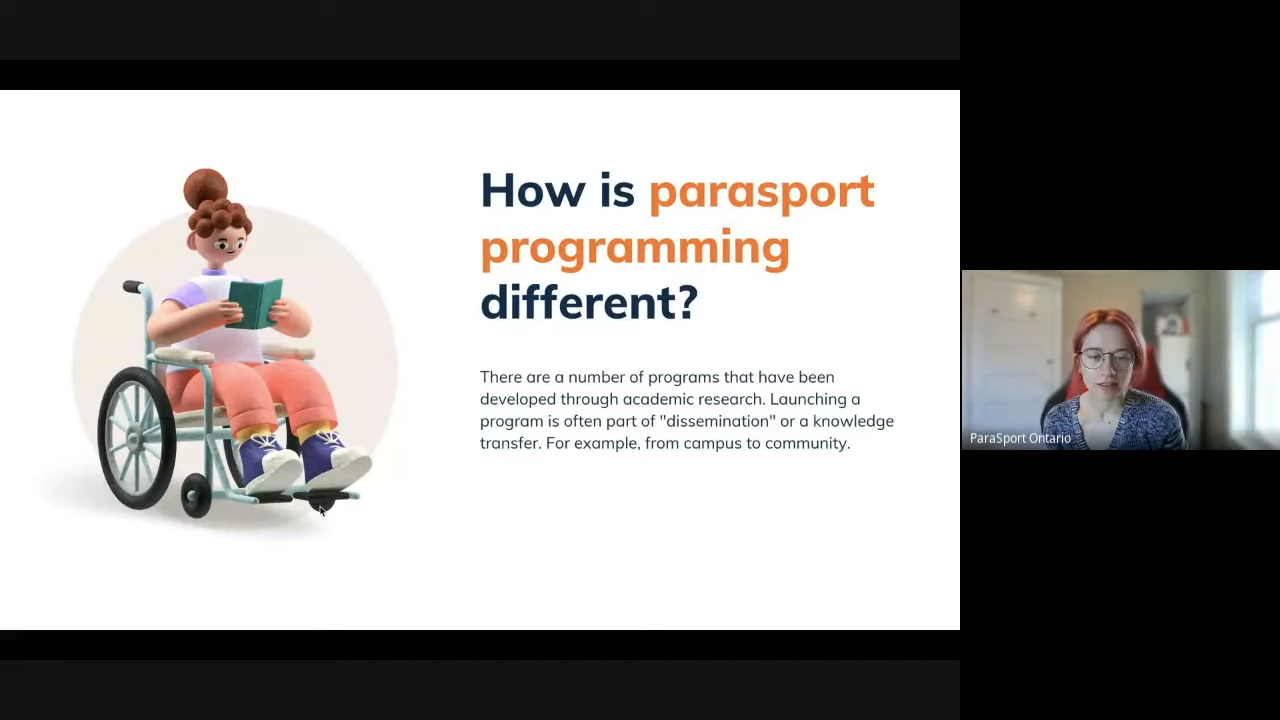 How is parasport
programming
different?
There are a number of programs that have been
developed through academic research. Launching a
program is often part of "dissemination" or a knowledge
transfer. For example, from campus to community.
ParaSport Ontario